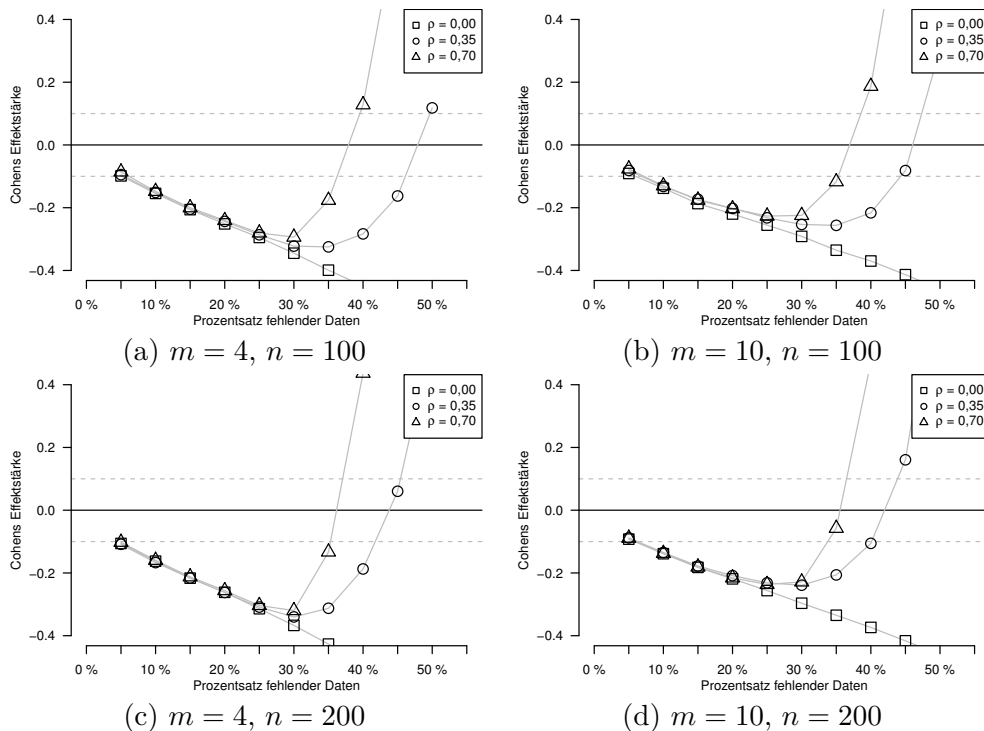 0.4
0.2
0.0
−0.2
−0.4
Cohens Effektstärke
ρ = 0,00
ρ = 0,35
ρ = 0,70
0 % 10 % 20 % 30 % 40 % 50 %
Prozentsatz fehlender Daten
(a) m = 4, n = 100
0.4
0.2
0.0
−0.2
−0.4
Cohens Effektstärke
ρ = 0,00
ρ = 0,35
ρ = 0,70
0 % 10 % 20 % 30 % 40 % 50 %
Prozentsatz fehlender Daten
(b) m = 10, n = 100
0.4
0.2
0.0
−0.2
−0.4
Cohens Effektstärke
ρ = 0,00
ρ = 0,35
ρ = 0,70
0 % 10 % 20 % 30 % 40 % 50 %
Prozentsatz fehlender Daten
(c) m = 4, n = 200
0.4
0.2
0.0
−0.2
−0.4
Cohens Effektstärke
ρ = 0,00
ρ = 0,35
ρ = 0,70
0 % 10 % 20 % 30 % 40 % 50 %
Prozentsatz fehlender Daten
(d) m = 10, n = 200